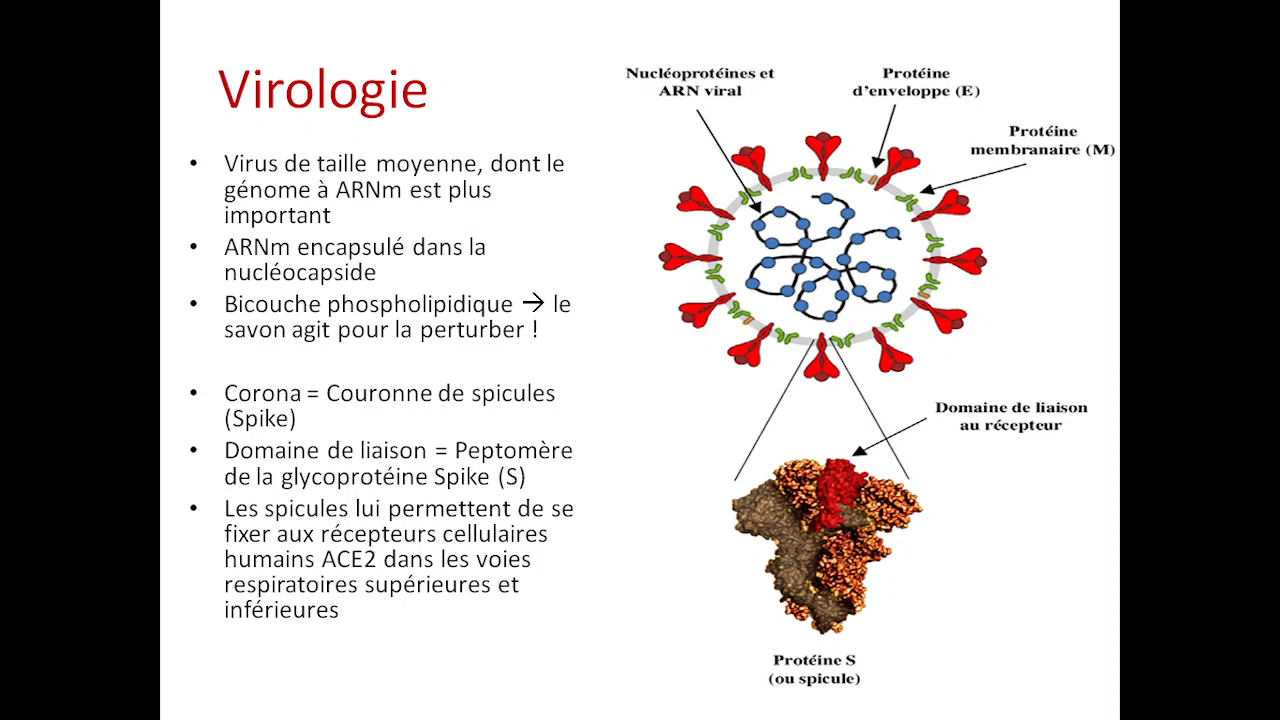 Virologie
• Virus de taille moyenne, dont le
génome à ARNm est plus
important
• ARNm encapsulé dans la
nucléocapside
• Bicouche phospholipidique → le
savon agit pour la perturber !
• Corona = Couronne de spicules
(Spike)
• Domaine de liaison = Peptomère
de la glycoprotéine Spike (S)
• Les spicules lui permettent de se
fixer aux récepteurs cellulaires
humains ACE2 dans les voies
respiratoires supérieures et
inférieures
Nucléoprotéines et
ARN viral
Protéine
d'enveloppe (E)
Protéine
membranaire (M)
Domaine de liaison
au récepteur
Protéine S
(ou spicule)